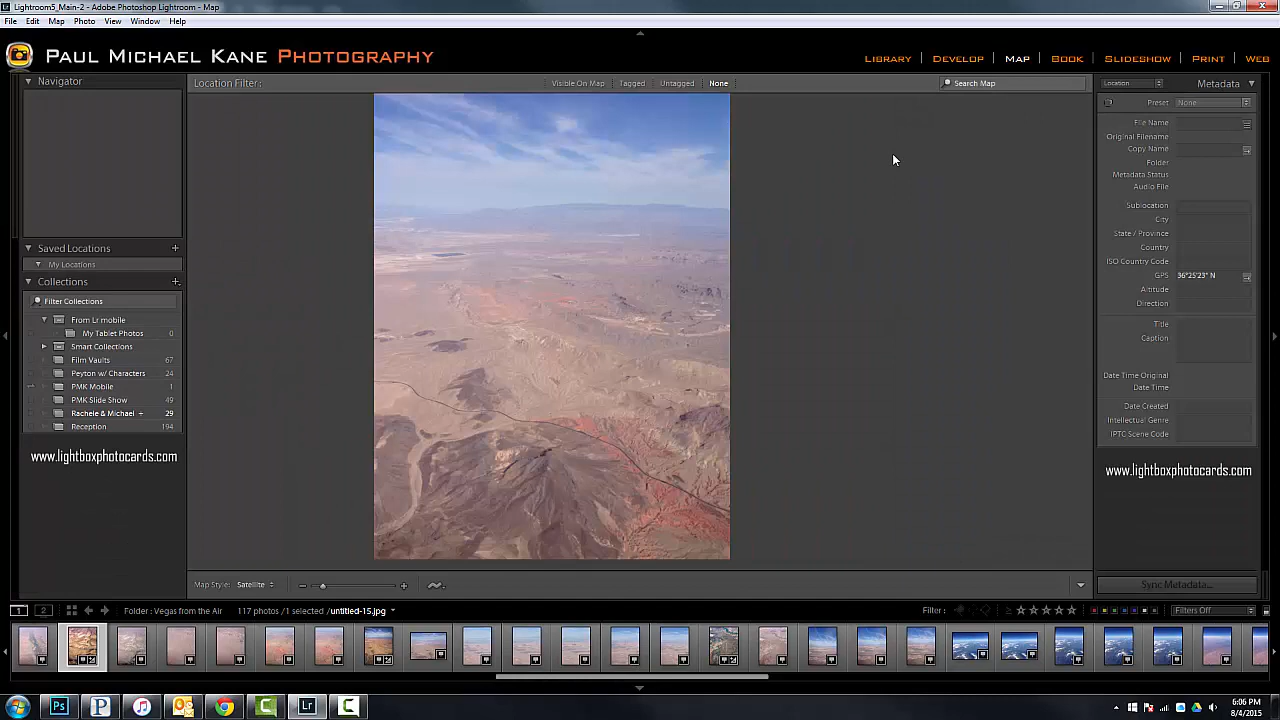 Lightroom5_Main-2 - Adobe Photoshop Lightroom - Map
File Edit Map Photo View Window Help
PAUL MICHAEL KANE PHOTOGRAPHY
LIBRARY DEVELOP MAP BOOK SLIDESHOW PRINT WEB
Navigator
Location Filter: Visible On Map Tagged Untagged None
Search Map
Location
Metadata
Preset None
File Name
Original Filename
Copy Name
Folder
Metadata Status
Audio File
Sublocation
City
State / Province
Country
ISO Country Code
GPS 36°25'23" N
Altitude
Direction
Title
Caption
Date Time Original
Date Time
Date Created
Intellectual Genre
IPTC Scene Code
Saved Locations
My Locations
Collections
Filter Collections
From Lr mobile
My Tablet Photos 0
Smart Collections
Film Vaults 67
Peyton w/ Characters 24
PMK Mobile 1
PMK Slide Show 49
Rachele & Michael + 29
Reception 194
www.lightboxphotocards.com
www.lightboxphotocards.com
Map Style: Satellite
Sync Metadata...
1 2 Folder : Vegas from the Air 117 photos /1 selected /untitled-15.jpg
Filter :
Filters Off
Ps P Lr C
6:06 PM
8/4/2015